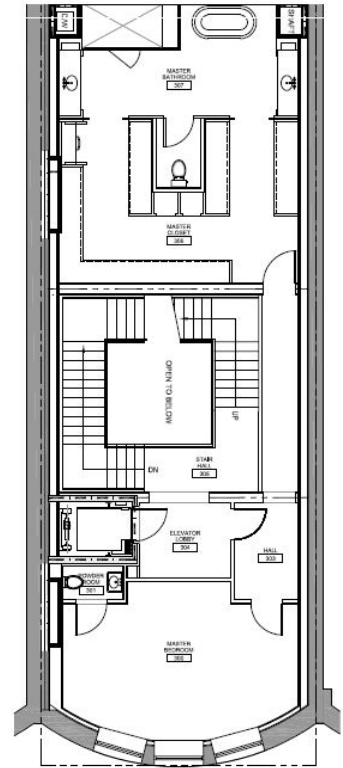 C/W
SHAFT
MASTER
BATHROOM
307
MASTER
CLOSET
306
OPEN TO BELOW
UP
DN
STAIR
HALL
305
ELEVATOR
LOBBY
304
HALL
303
POWDER
ROOM
301
MASTER
BEDROOM